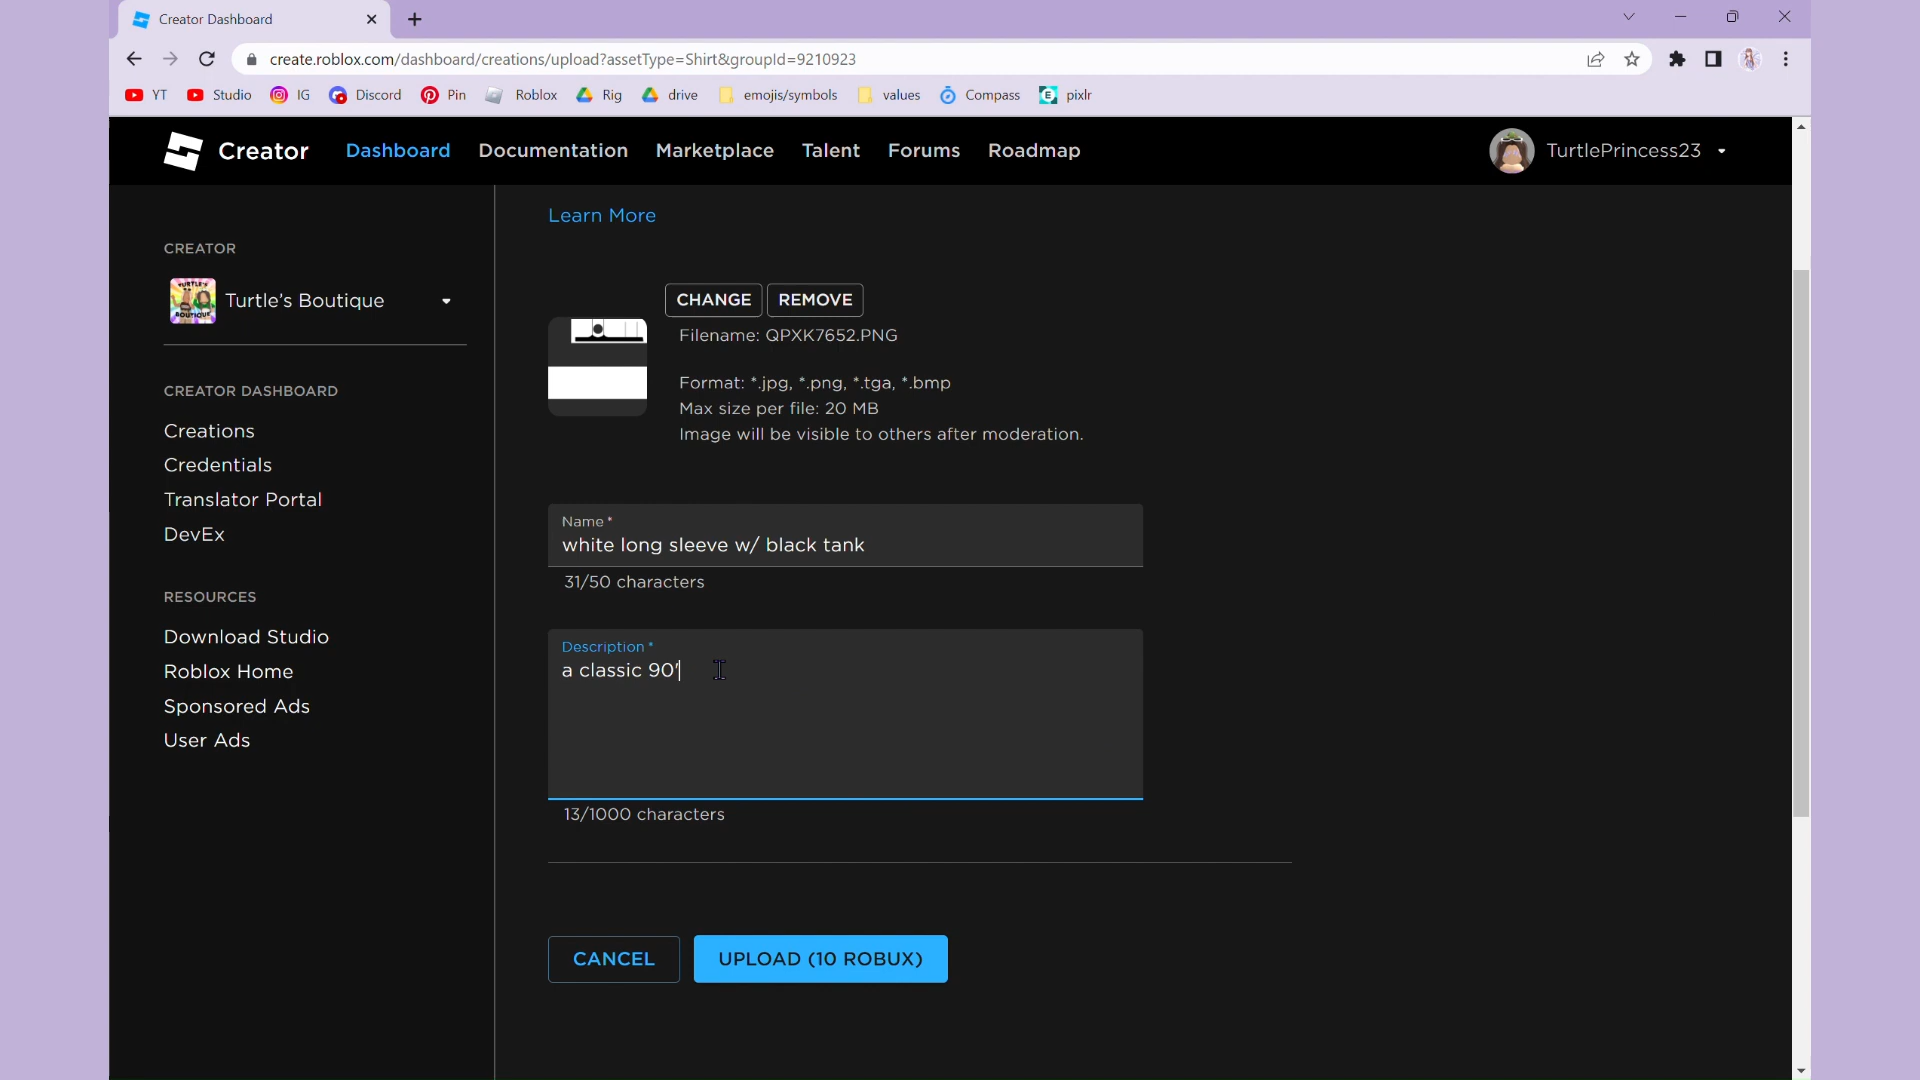 Creator Dashboard
create.roblox.com/dashboard/creations/upload?assetType=Shirt&groupId=9210923
YT Studio IG Discord Pin Roblox Rig drive emojis/symbols values Compass pixlr
Creator Dashboard Documentation Marketplace Talent Forums Roadmap TurtlePrincess23
Learn More
CREATOR
TURTLE'S
BOUTIQUE
Turtle's Boutique
CREATOR DASHBOARD
Creations
Credentials
Translator Portal
DevEx
RESOURCES
Download Studio
Roblox Home
Sponsored Ads
User Ads
CHANGE REMOVE
Filename: QPXK7652.PNG
Format: *.jpg, *.png, *.tga, *.bmp
Max size per file: 20 MB
Image will be visible to others after moderation.
Name *
white long sleeve w/ black tank
31/50 characters
Description *
a classic 90'
13/1000 characters
CANCEL UPLOAD (10 ROBUX)